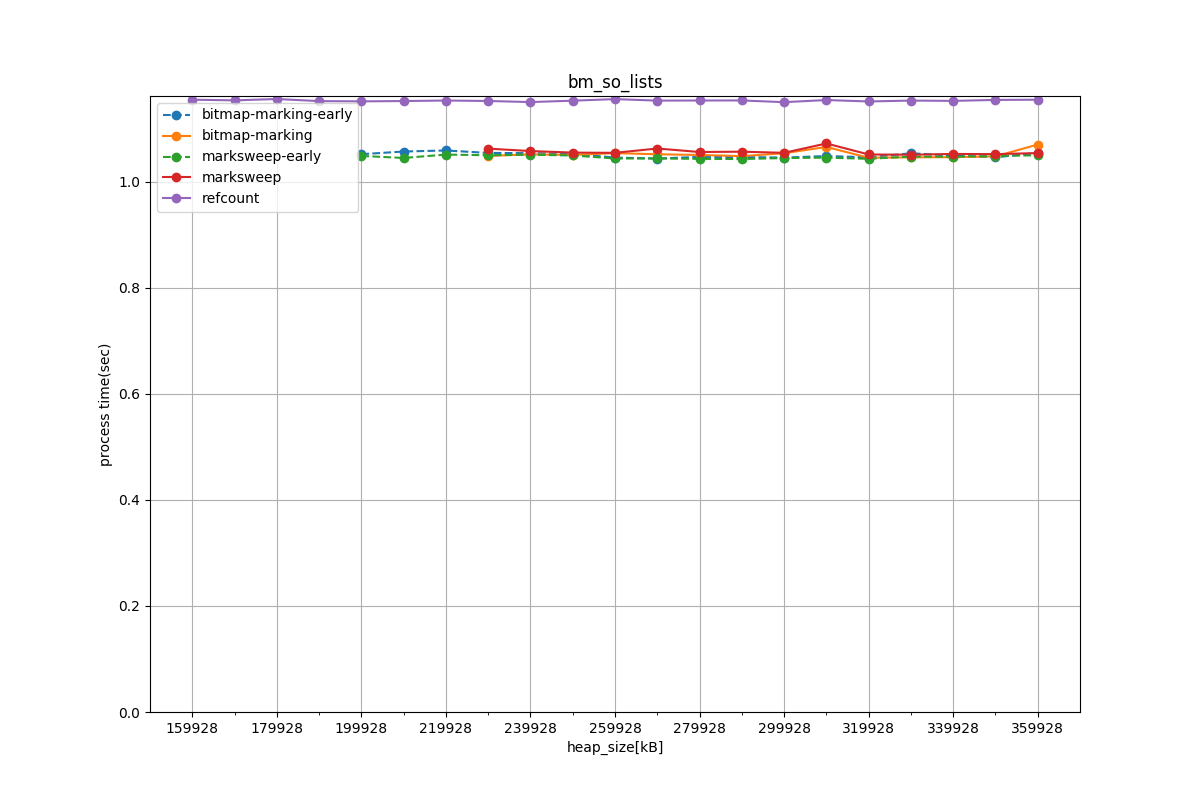 bm_so_lists
bitmap-marking-early
bitmap-marking
marksweep-early
marksweep
refcount
process time(sec)
1.0
0.8
0.6
0.4
0.2
0.0
159928 179928 199928 219928 239928 259928 279928 299928 319928 339928 359928
heap_size[kB]